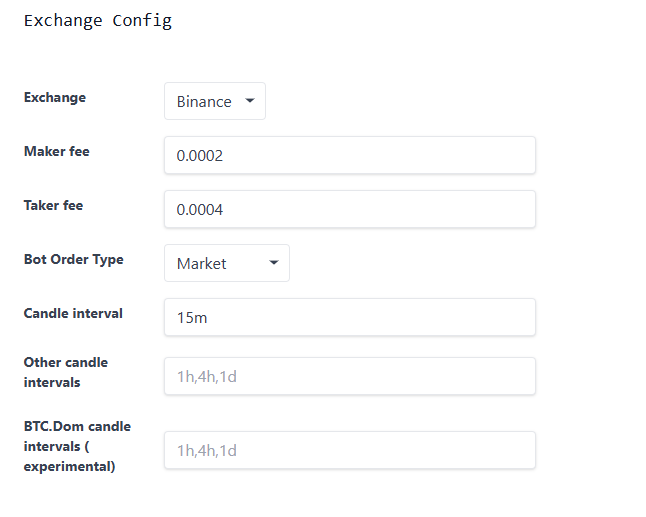 Exchange Config
Exchange
Binance
Maker fee
0.0002
Taker fee
0.0004
Bot Order Type
Market
Candle interval
15m
Other candle
intervals
1h,4h,1d
BTC.Dom candle
intervals (
experimental)
1h,4h,1d